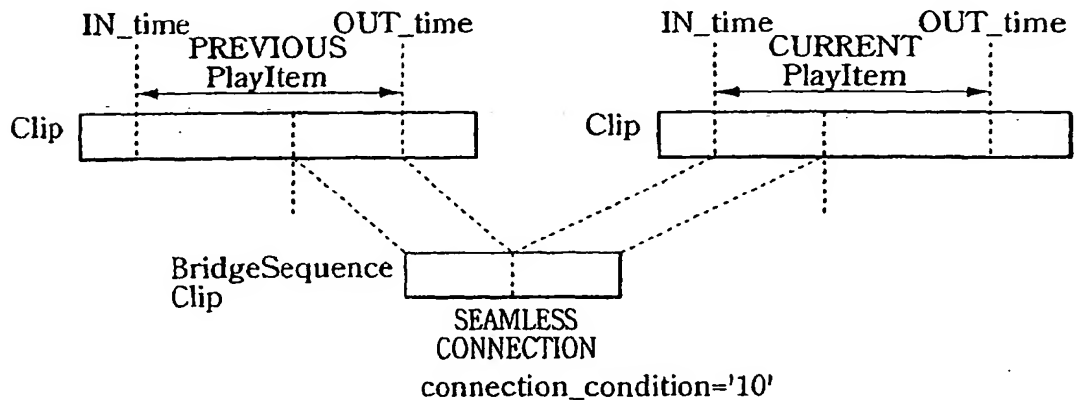 IN_time OUT_time
PREVIOUS
PlayItem
Clip
IN_time OUT_time
CURRENT
PlayItem
Clip
BridgeSequence
Clip
SEAMLESS
CONNECTION
connection_condition='10'